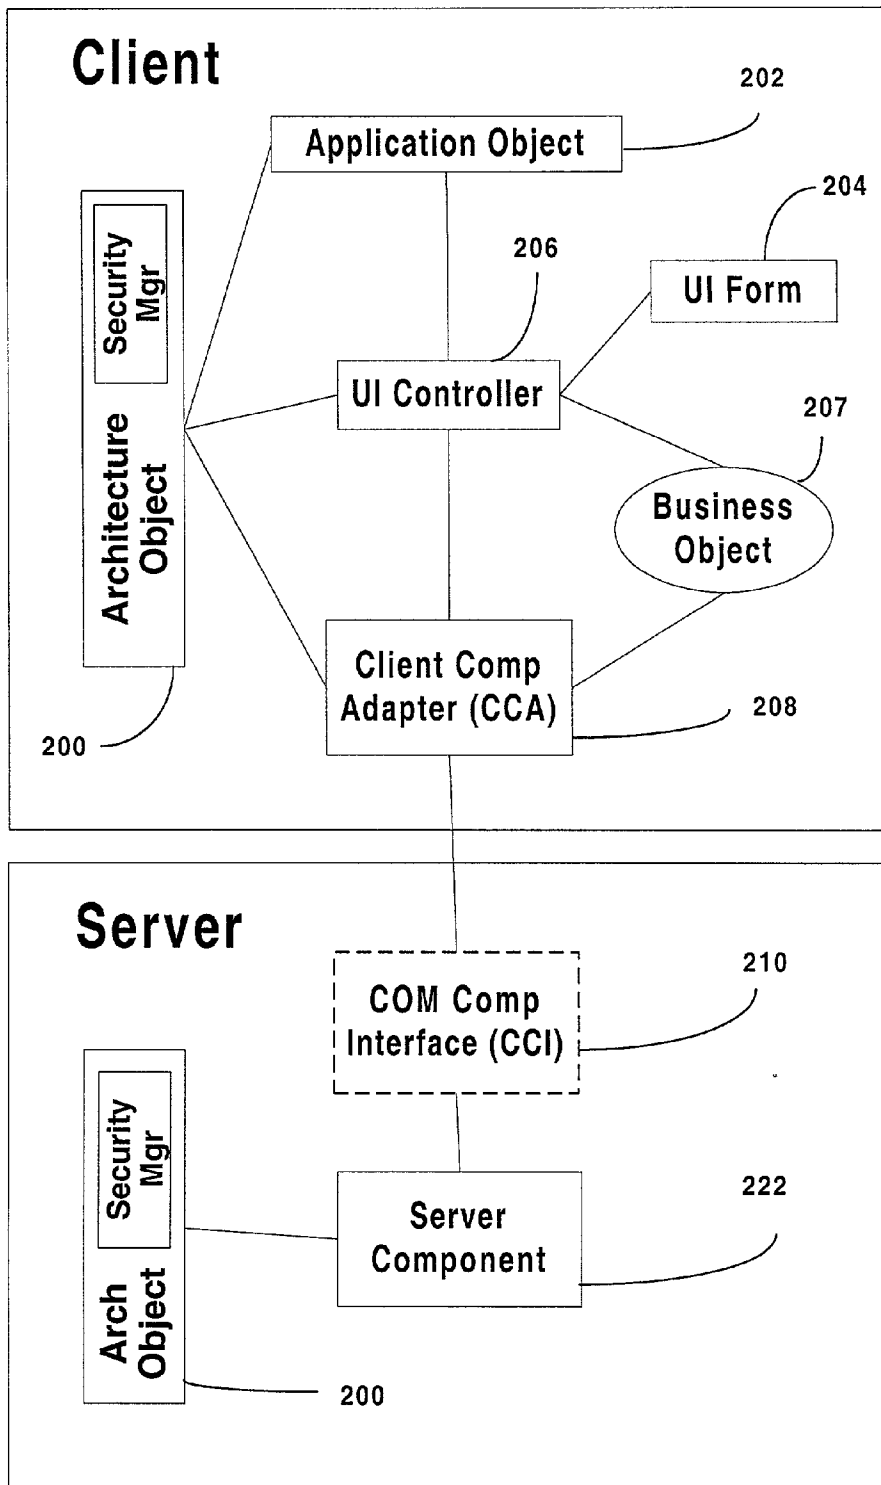 Client
202
Application Object
204
Security
Mgr
206
UI Form
UI Controller
207
Architecture
Object
Business
Object
Client Comp
Adapter (CCA)
208
200
Server
210
COM Comp
Interface (CCI)
Security
Mgr
222
Server
Component
Arch
Object
200